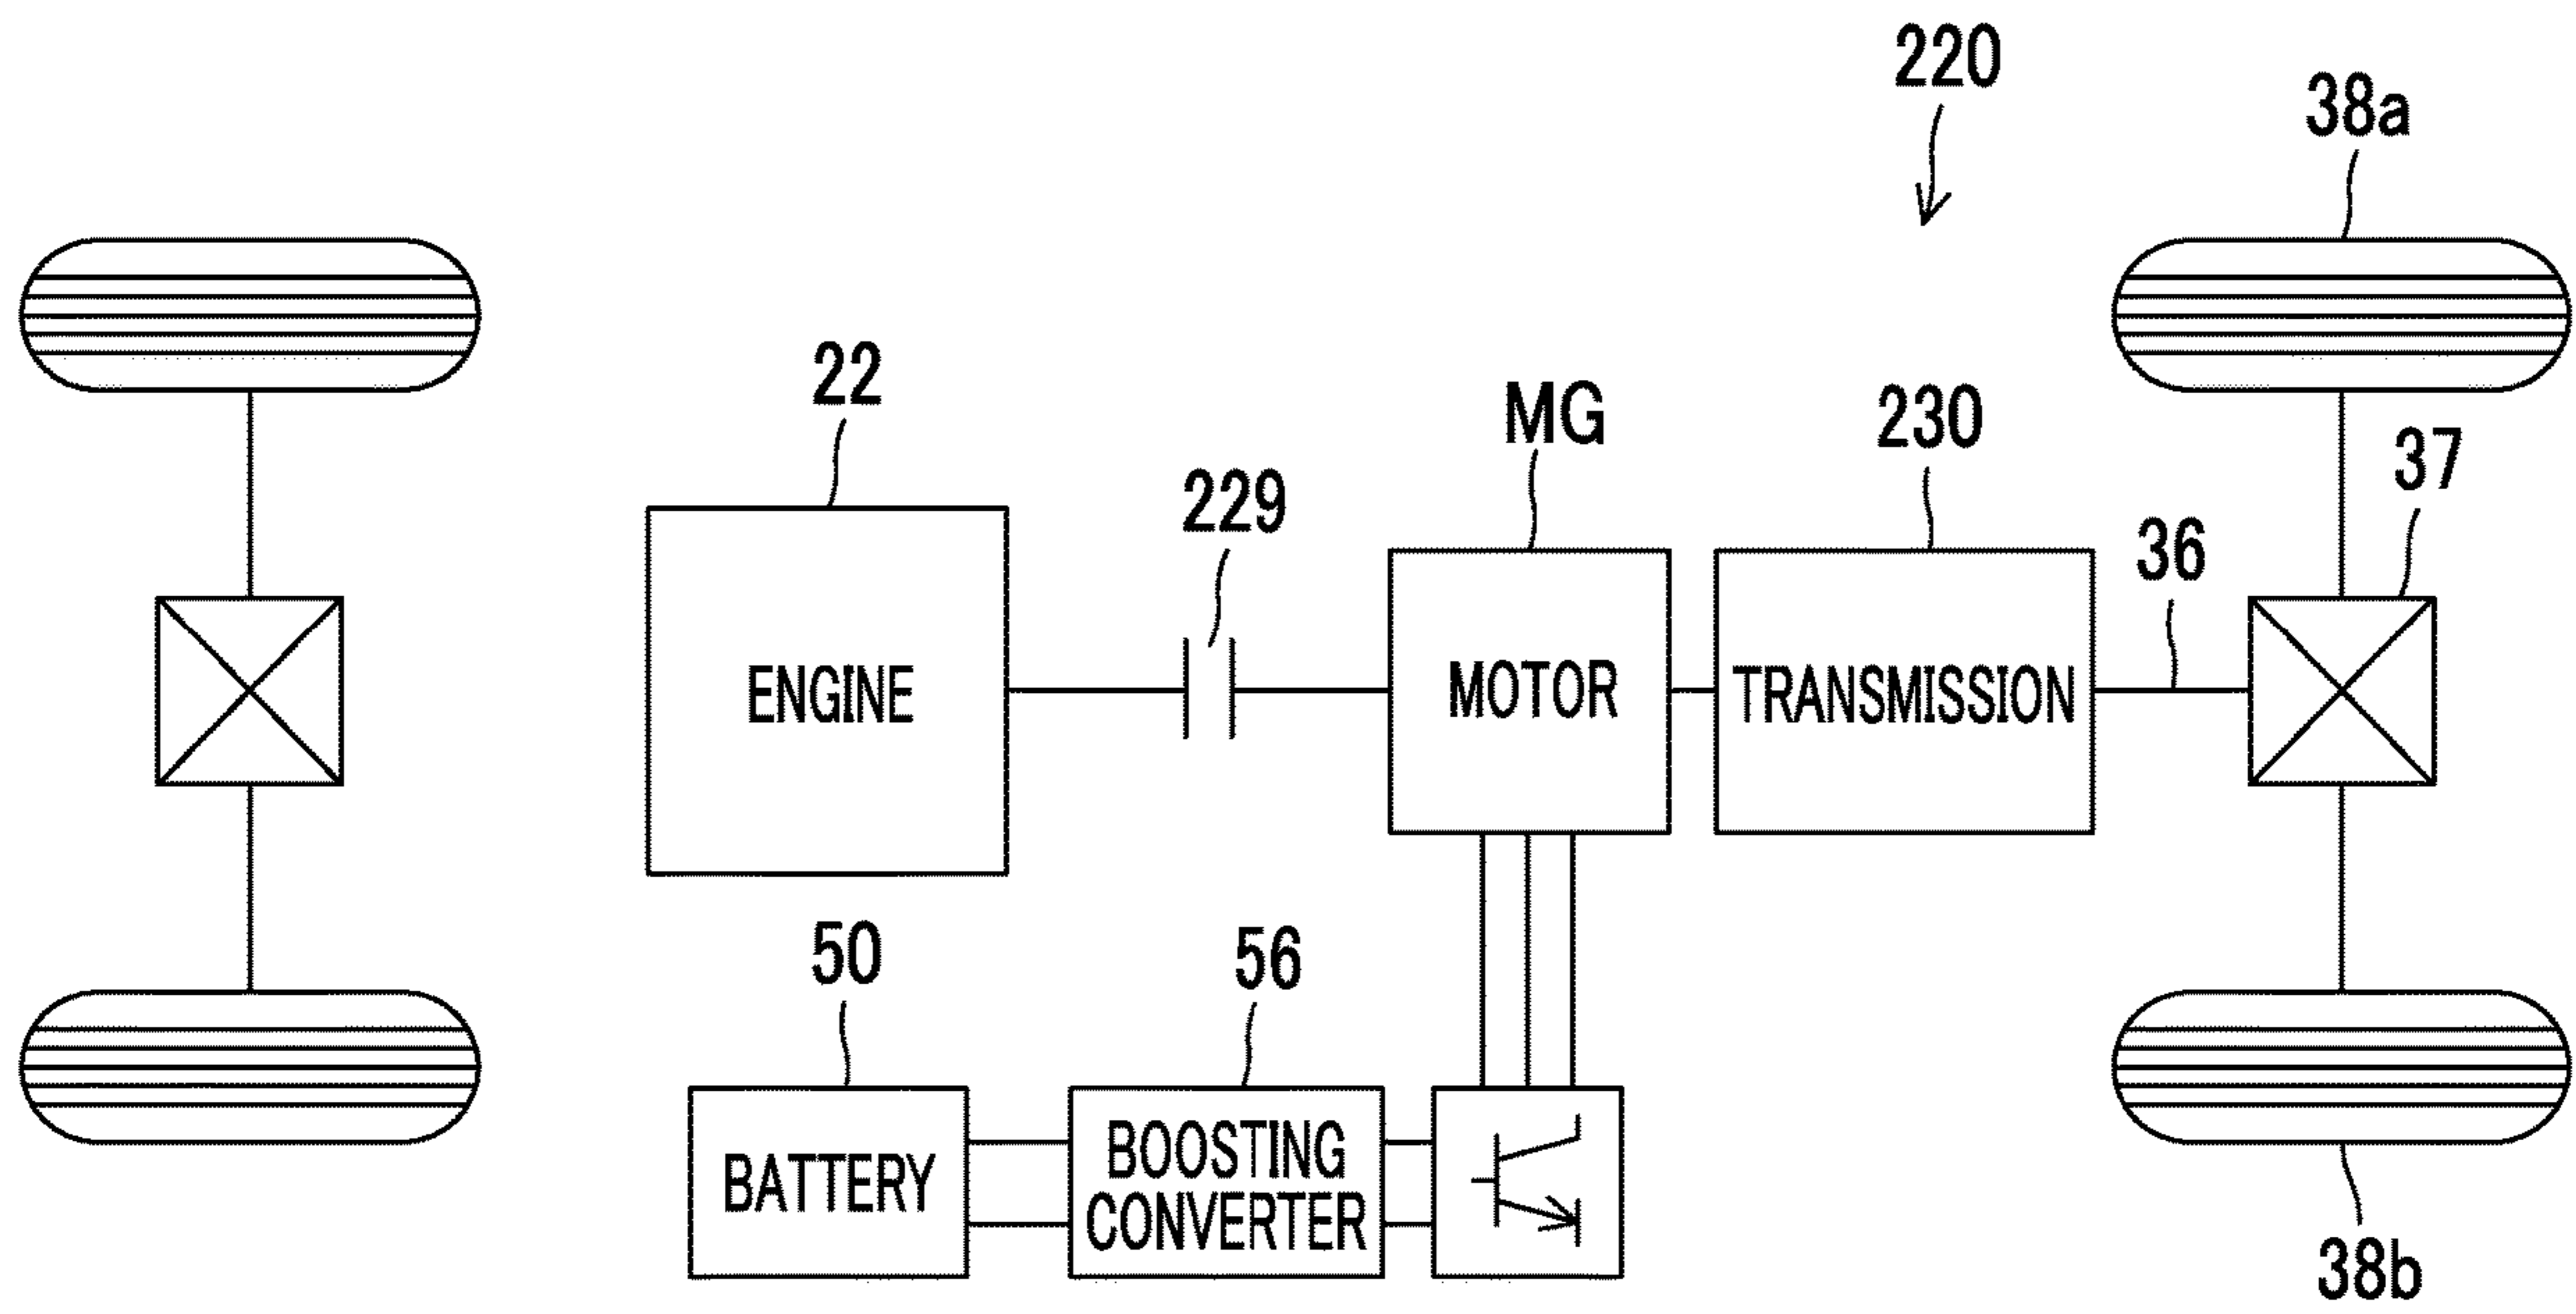 220
38a
22
MG
230
37
229
36
ENGINE
MOTOR
TRANSMISSION
50
56
BATTERY
BOOSTING
CONVERTER
38b